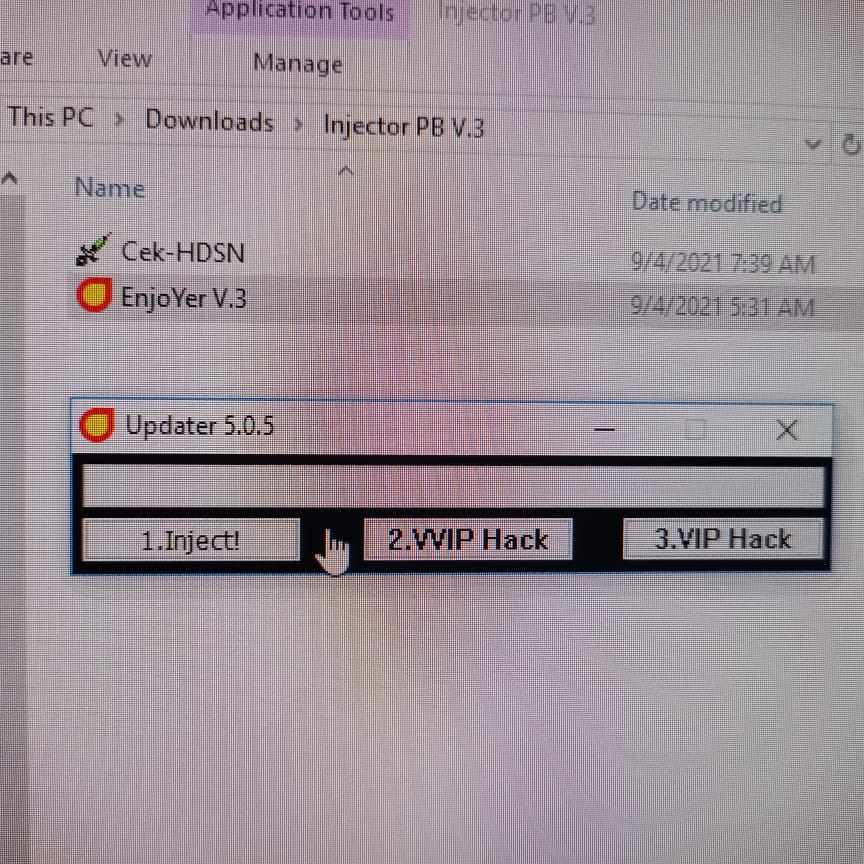 Application Tools Injector PB V.3
are View Manage
This PC > Downloads > Injector PB V.3
Name Date modified
Cek-HDSN 9/4/2021 7:39 AM
EnjoYer V.3 9/4/2021 5:31 AM
Updater 5.0.5
1.Inject! 2.VVIP Hack 3.VIP Hack